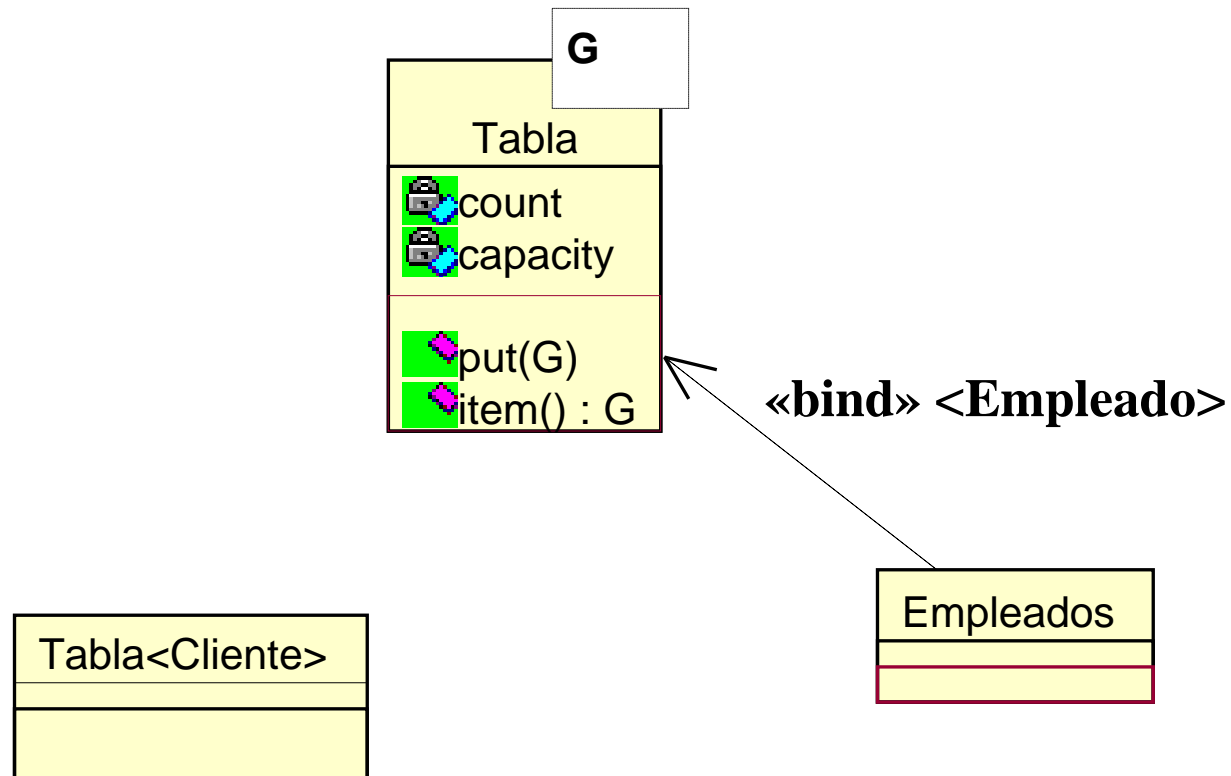 G
Tabla
count
capacity
put(G)
item() : G
«bind» <Empleado>
Empleados
Tabla<Cliente>